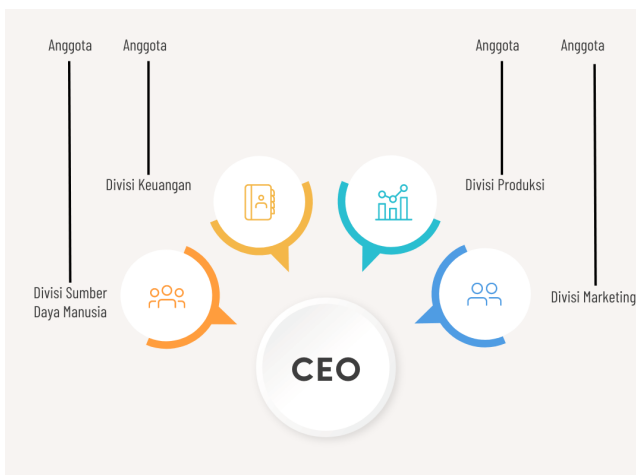 Anggota
Anggota
Anggota
Anggota
Divisi Keuangan
Divisi Produksi
Divisi Sumber
Daya Manusia
Divisi Marketing
CEO